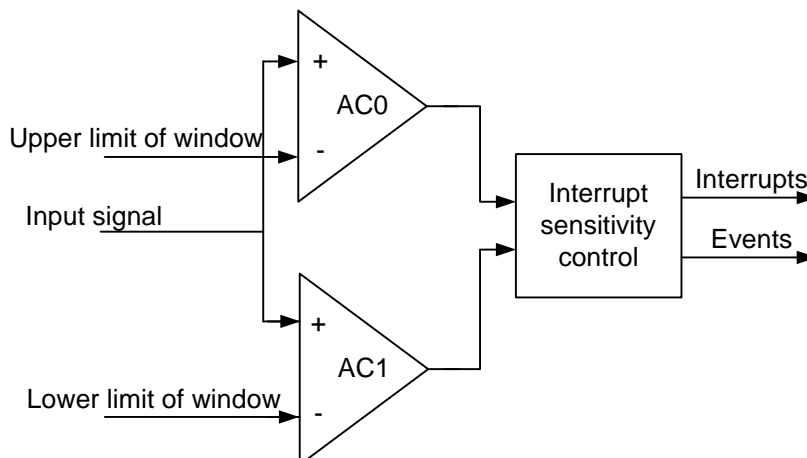 +
AC0
Upper limit of window
-
Input signal
Interrupt
sensitivity
control
Interrupts
Events
+
AC1
Lower limit of window
-